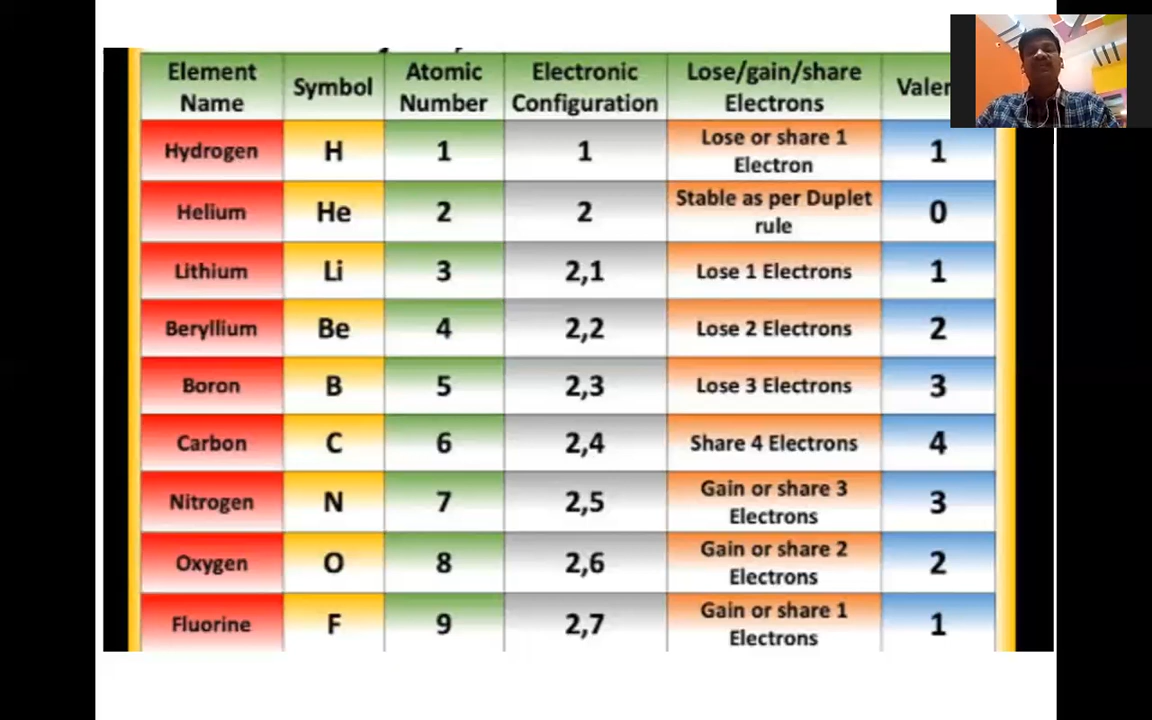 Element Name Symbol Atomic Number Electronic Configuration Lose/gain/share Electrons
Hydrogen H 1 1 Lose or share 1 Electron 1
Helium He 2 2 Stable as per Duplet rule 0
Lithium Li 3 2,1 Lose 1 Electrons 1
Beryllium Be 4 2,2 Lose 2 Electrons 2
Boron B 5 2,3 Lose 3 Electrons 3
Carbon C 6 2,4 Share 4 Electrons 4
Nitrogen N 7 2,5 Gain or share 3 Electrons 3
Oxygen O 8 2,6 Gain or share 2 Electrons 2
Fluorine F 9 2,7 Gain or share 1 Electrons 1